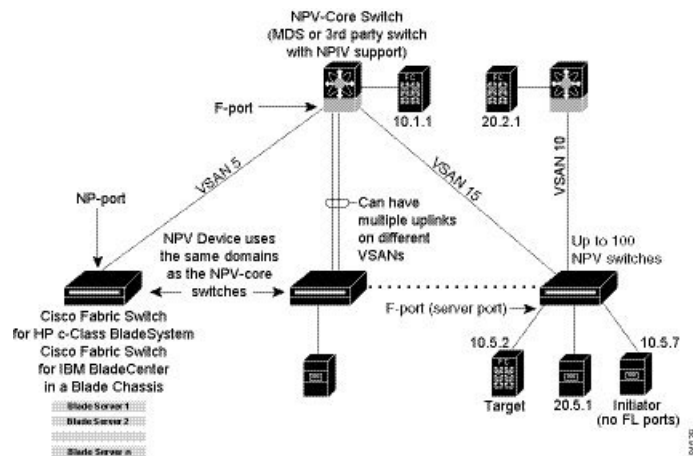 NPV-Core Switch
(MDS or 3rd party switch
with NPIV support)
F-port
FC
10.1.1
FC
20.2.1
VSAN 5
VSAN 15
VSAN 10
NP-port
Can have
multiple uplinks
on different
VSANs
NPV Device uses
the same domains
as the NPV-core
switches
Up to 100
NPV switches
F-port (server port)
Cisco Fabric Switch
for HP c-Class BladeSystem
Cisco Fabric Switch
for IBM BladeCenter
in a Blade Chassis
Blade Server 1
Blade Server 2
Blade Server n
10.5.2
10.5.7
FC
Target
20.5.1
Initiator
(no FL ports)